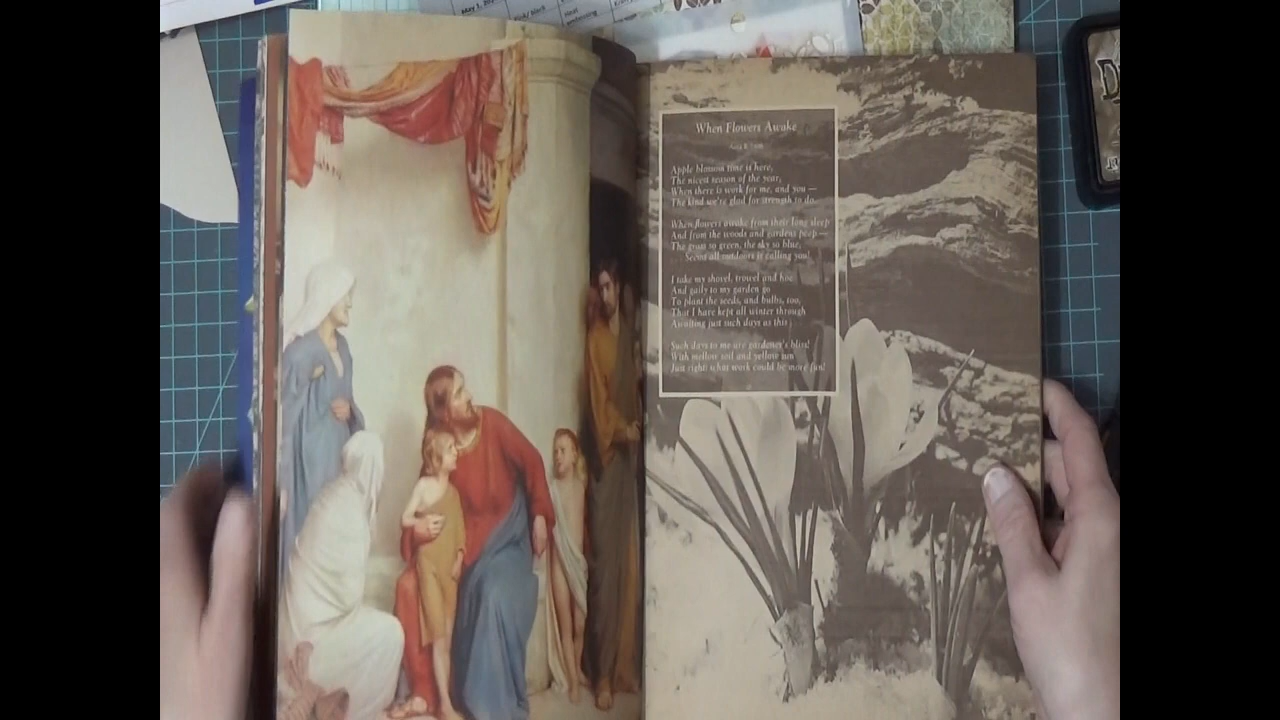 May 1, 20
black
Heat
When Flowers Awake
Apple blossom time is here,
The nicest season of the year,
When there is work for me, and you —
The kind we're glad for strength to do.
When flowers awake from their long sleep
And from the woods and gardens peep —
The grass so green, the sky so blue,
Seems all outdoors is calling you!
I take my shovel, trowel and hoe
And gaily to my garden go
To plant the seeds, and bulbs, too,
That I have kept all winter through
Awaiting just such days as this
Such days to me are gardener's bliss!
With mellow soil and yellow sun
Just right: what work could be more fun!